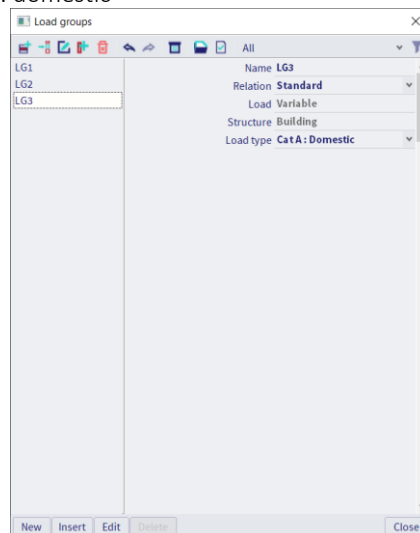 Load groups
All
LG1
LG2
LG3
Name LG3
Relation Standard
Load Variable
Structure Building
Load type Cat A : Domestic
New Insert Edit Delete Close